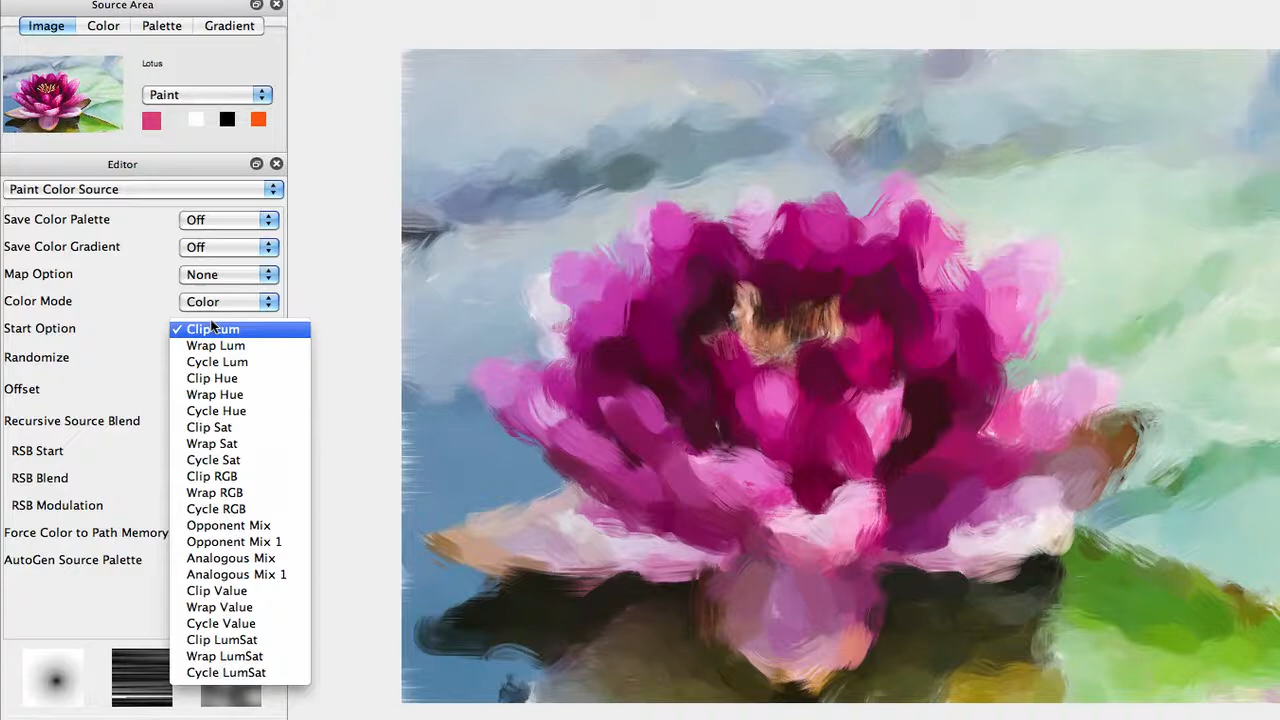 Source Area
Image Color Palette Gradient
Lotus
Paint
Editor
Paint Color Source
Save Color Palette Off
Save Color Gradient Off
Map Option None
Color Mode Color
Start Option
Randomize
Offset
Recursive Source Blend
RSB Start
RSB Blend
RSB Modulation
Force Color to Path Memory
AutoGen Source Palette
✓ Clip Lum
Wrap Lum
Cycle Lum
Clip Hue
Wrap Hue
Cycle Hue
Clip Sat
Wrap Sat
Cycle Sat
Clip RGB
Wrap RGB
Cycle RGB
Opponent Mix
Opponent Mix 1
Analogous Mix
Analogous Mix 1
Clip Value
Wrap Value
Cycle Value
Clip LumSat
Wrap LumSat
Cycle LumSat